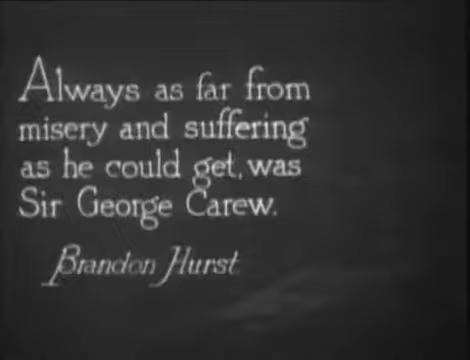 Always as far from
misery and suffering
as he could get, was
Sir George Carew.
Brandon Hurst